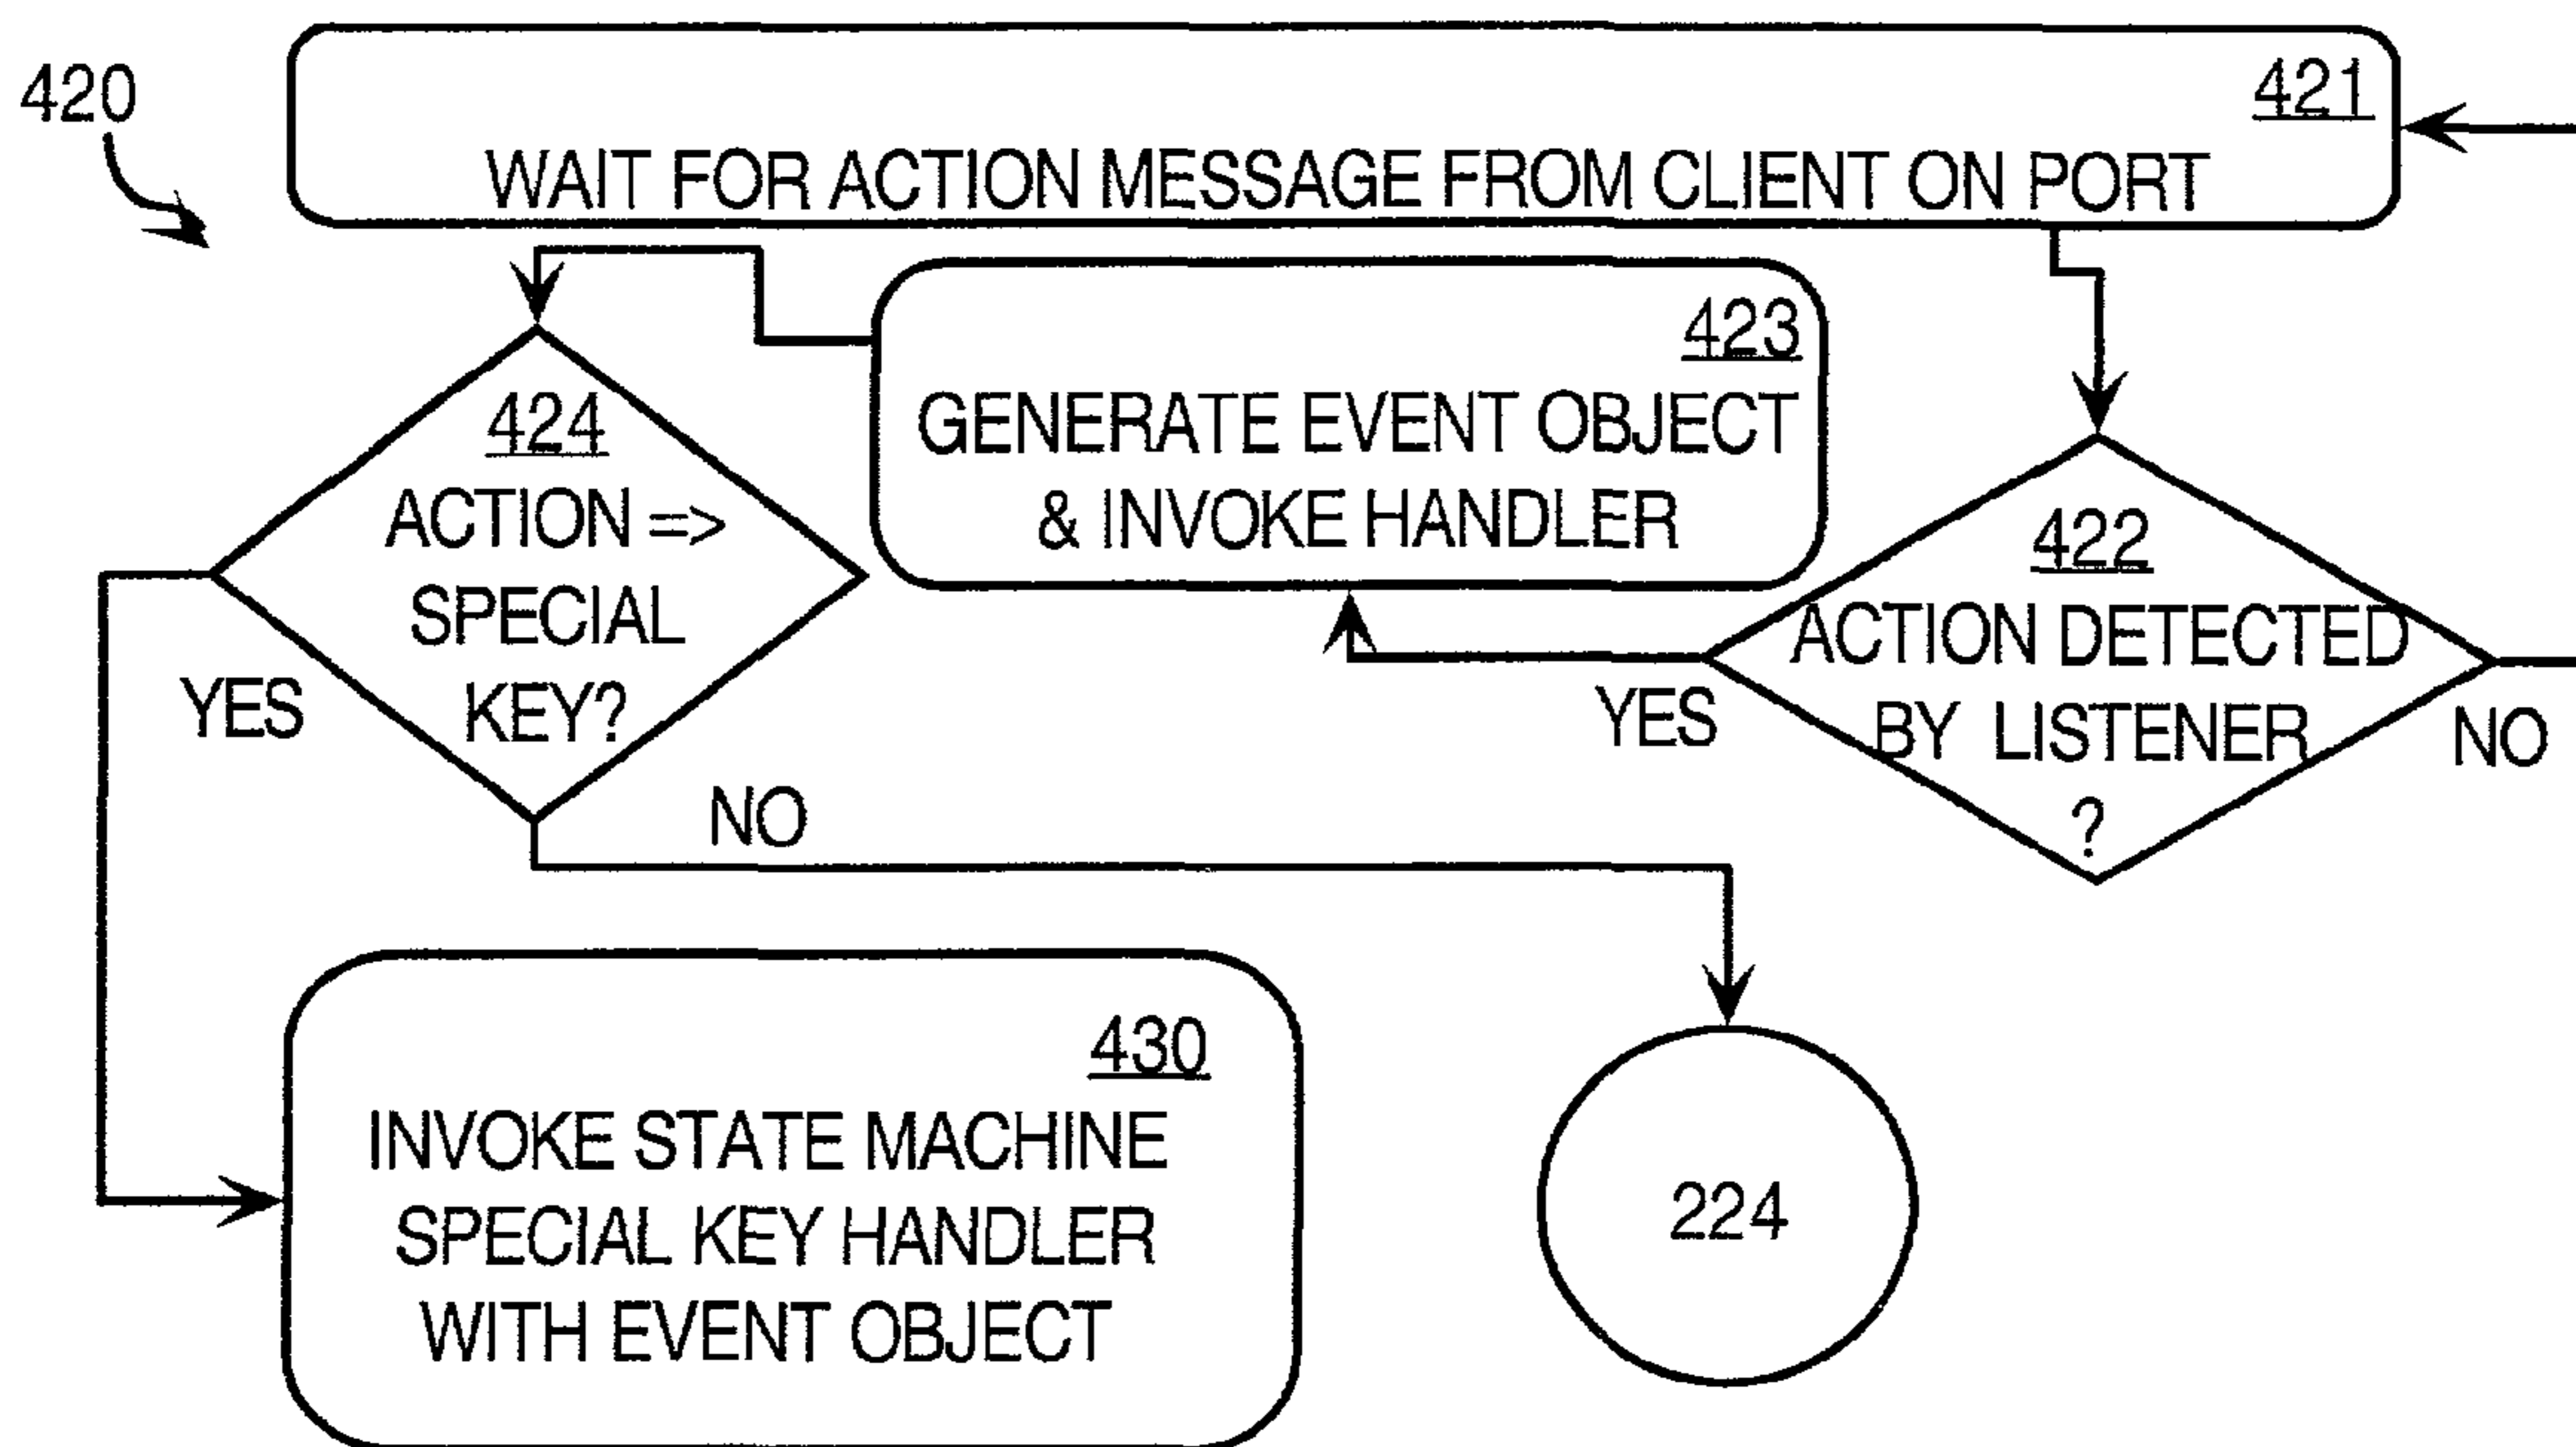 420
421
WAIT FOR ACTION MESSAGE FROM CLIENT ON PORT
423
GENERATE EVENT OBJECT
& INVOKE HANDLER
424
ACTION =>
SPECIAL
KEY?
YES
NO
422
ACTION DETECTED
BY LISTENER
?
YES
NO
430
INVOKE STATE MACHINE
SPECIAL KEY HANDLER
WITH EVENT OBJECT
224